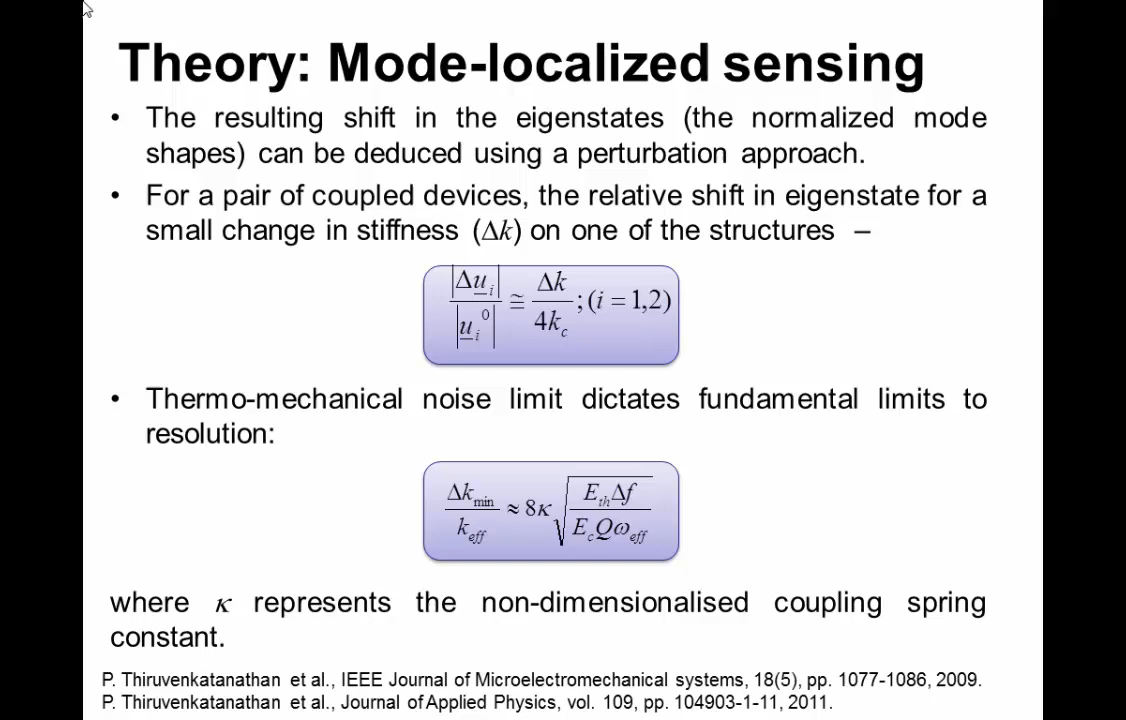 Theory: Mode-localized sensing
• The resulting shift in the eigenstates (the normalized mode
shapes) can be deduced using a perturbation approach.
• For a pair of coupled devices, the relative shift in eigenstate for a
small change in stiffness (Δk) on one of the structures –
|Δu̲ᵢ| / |u̲ᵢ⁰| ≅ Δk / 4k_c ; (i = 1,2)
• Thermo-mechanical noise limit dictates fundamental limits to
resolution:
Δk_min / k_eff ≈ 8κ √(E_th Δf / E_c Qω_eff)
where κ represents the non-dimensionalised coupling spring
constant.
P. Thiruvenkatanathan et al., IEEE Journal of Microelectromechanical systems, 18(5), pp. 1077-1086, 2009.
P. Thiruvenkatanathan et al., Journal of Applied Physics, vol. 109, pp. 104903-1-11, 2011.